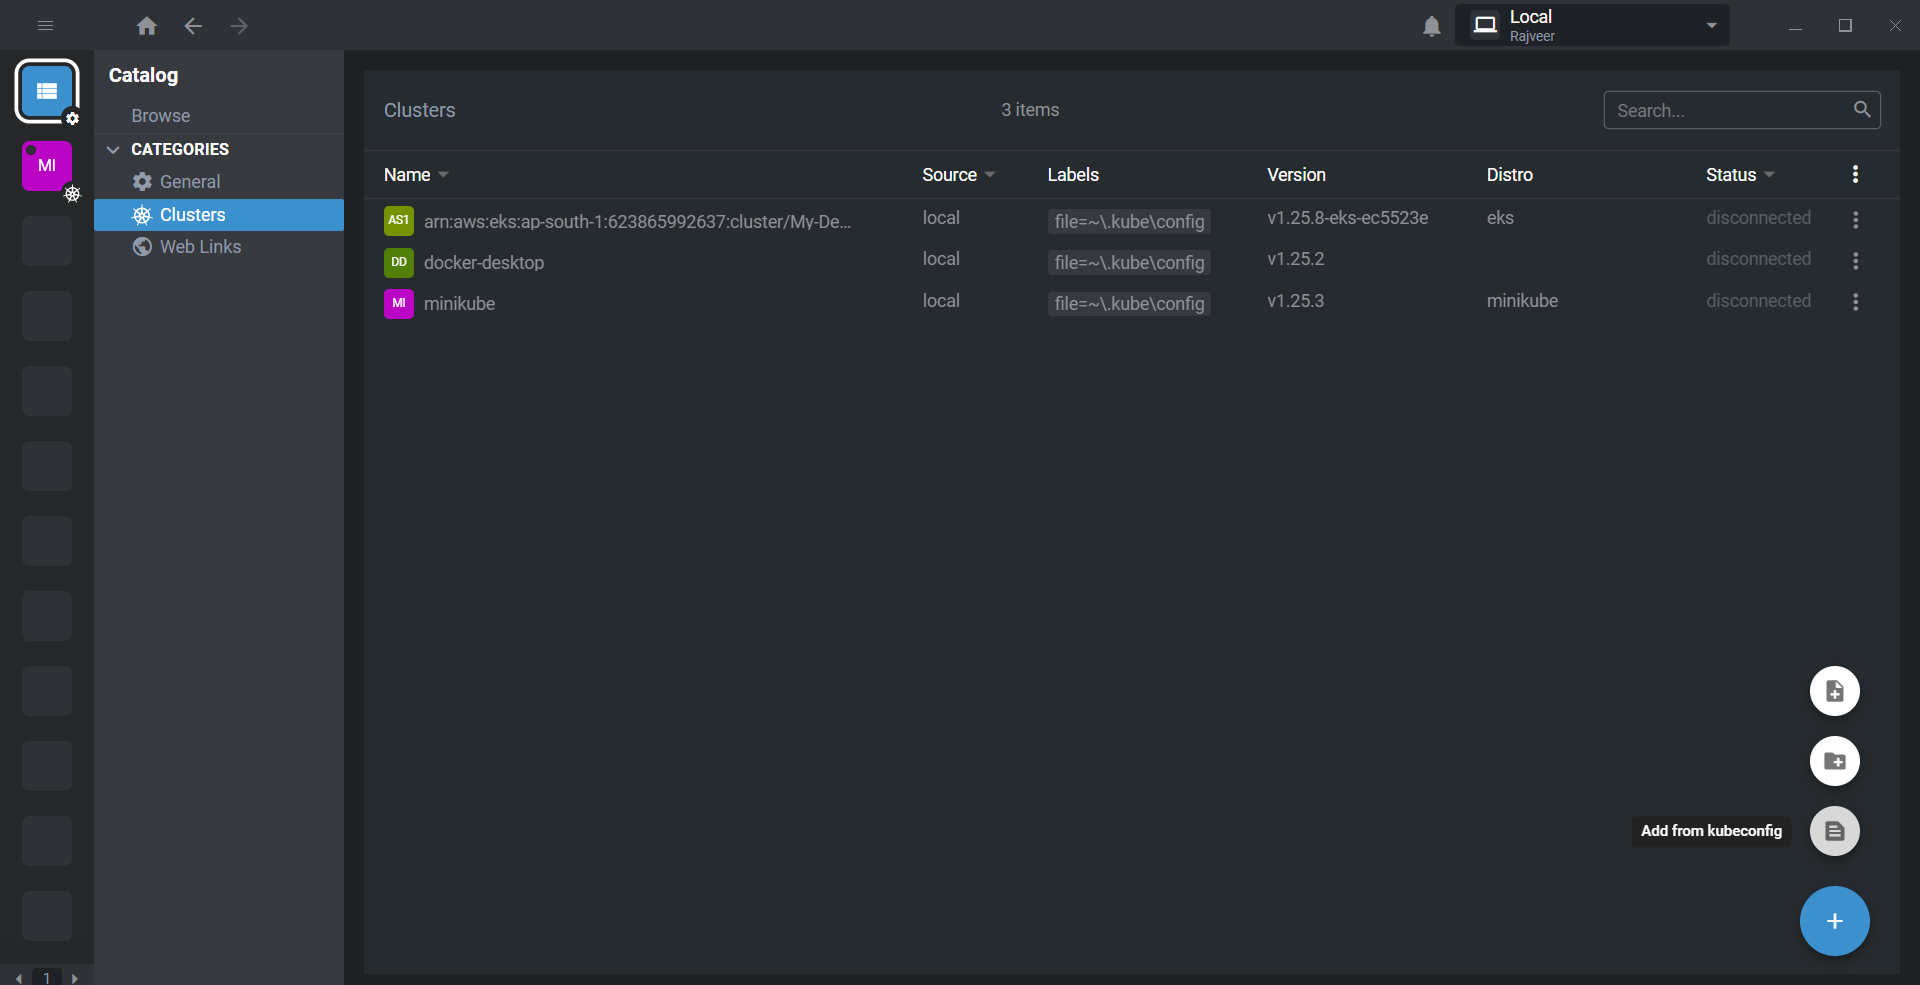 Local
Rajveer
Catalog
Browse
CATEGORIES
General
Clusters
Web Links
MI
1
Clusters
3 items
Search...
Name Source Labels Version Distro Status
AS1 arn:aws:eks:ap-south-1:623865992637:cluster/My-De... local file=~\.kube\config v1.25.8-eks-ec5523e eks disconnected
DD docker-desktop local file=~\.kube\config v1.25.2 disconnected
MI minikube local file=~\.kube\config v1.25.3 minikube disconnected
Add from kubeconfig